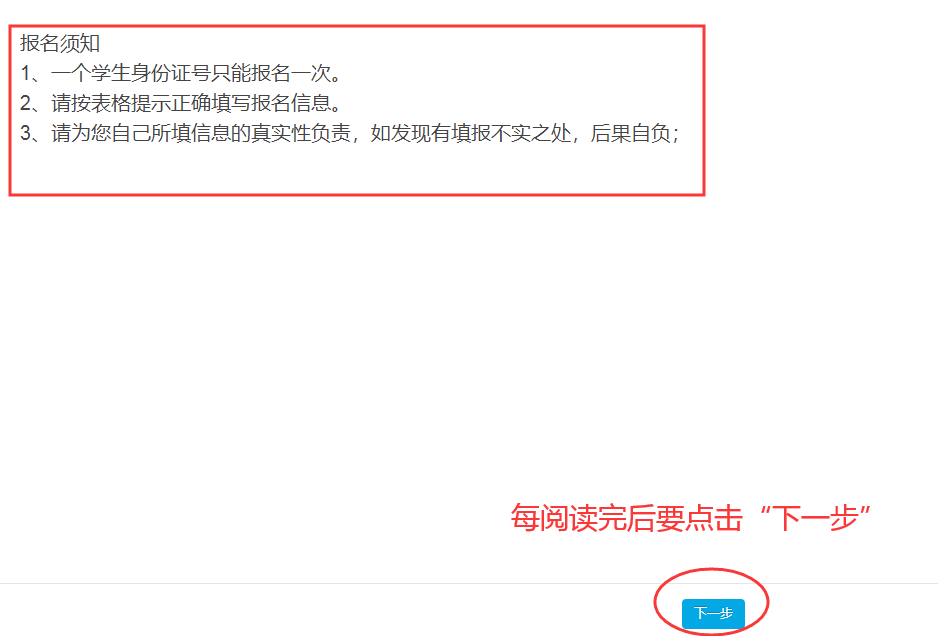 报名须知
1、一个学生身份证号只能报名一次。
2、请按表格提示正确填写报名信息。
3、请为您自己所填信息的真实性负责，如发现有填报不实之处，后果自负；
每阅读完后要点击“下一步”
下一步